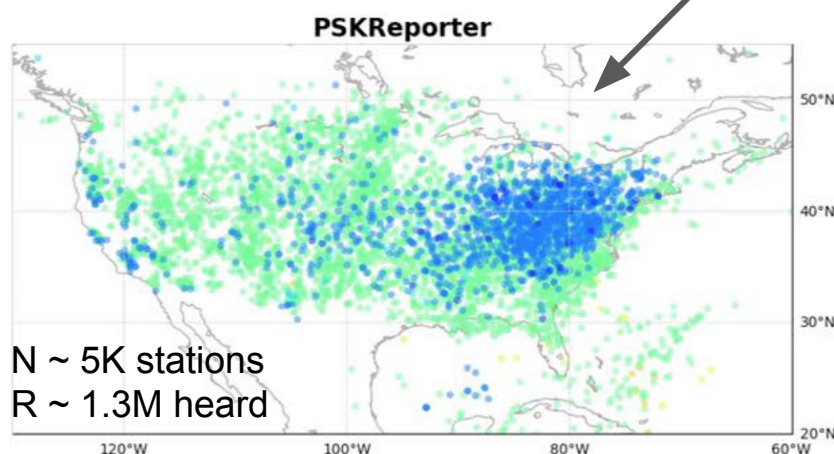 PSKReporter
50°N
40°N
30°N
N ~ 5K stations
R ~ 1.3M heard
20°N
120°W 100°W 80°W 60°W